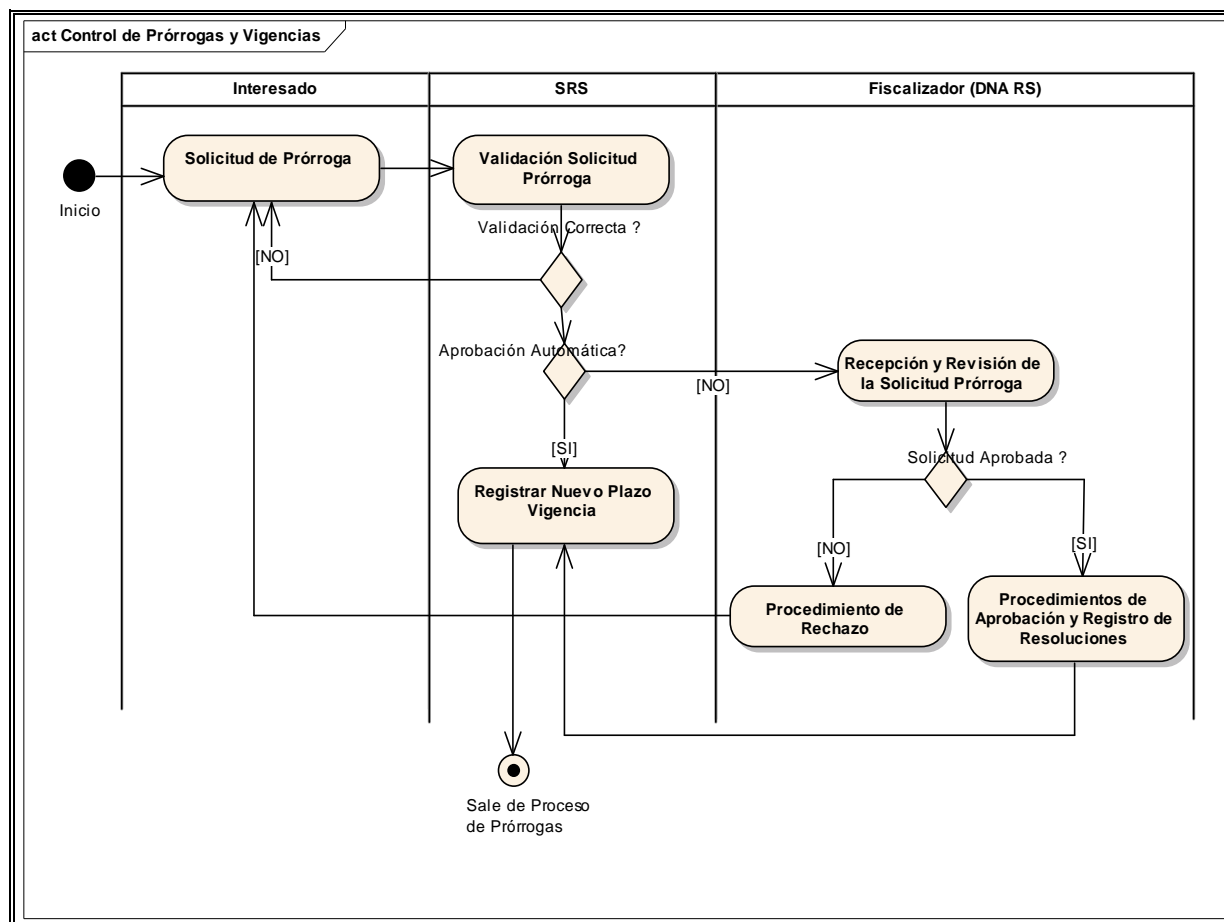 act Control de Prórrogas y Vigencias
Interesado
SRS
Fiscalizador (DNA RS)
Inicio
Solicitud de Prórroga
Validación Solicitud
Prórroga
Validación Correcta ?
[NO]
Aprobación Automática?
[NO]
Recepción y Revisión de
la Solicitud Prórroga
[SI]
Solicitud Aprobada ?
Registrar Nuevo Plazo
Vigencia
[NO]
[SI]
Procedimiento de
Rechazo
Procedimientos de
Aprobación y Registro de
Resoluciones
Sale de Proceso
de Prórrogas